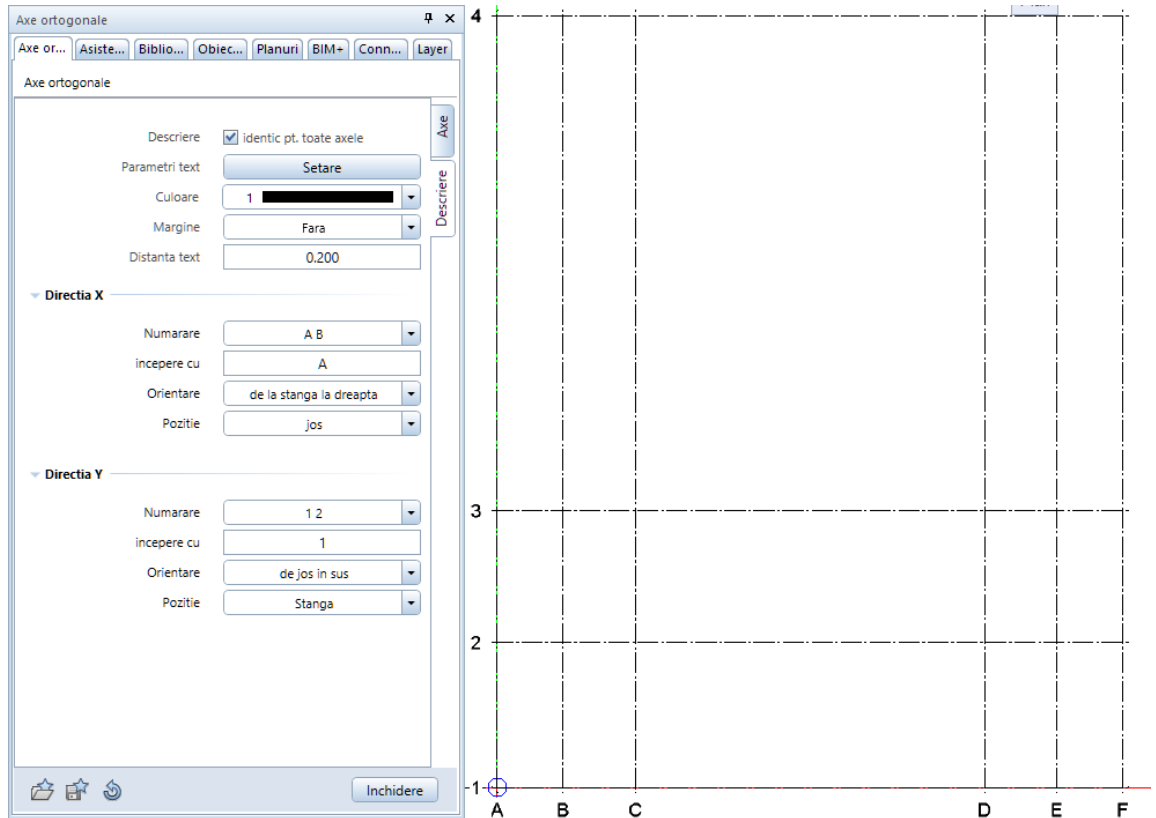 Axe ortogonale
Axe or... Asiste... Biblio... Obiec... Planuri BIM+ Conn... Layer
Axe ortogonale
Axe
Descriere
Descriere identic pt. toate axele
Parametri text Setare
Culoare 1
Margine Fara
Distanta text 0.200
Directia X
Numarare A B
incepere cu A
Orientare de la stanga la dreapta
Pozitie jos
Directia Y
Numarare 1 2
incepere cu 1
Orientare de jos in sus
Pozitie Stanga
Inchidere
4
3
2
1
A B C D E F